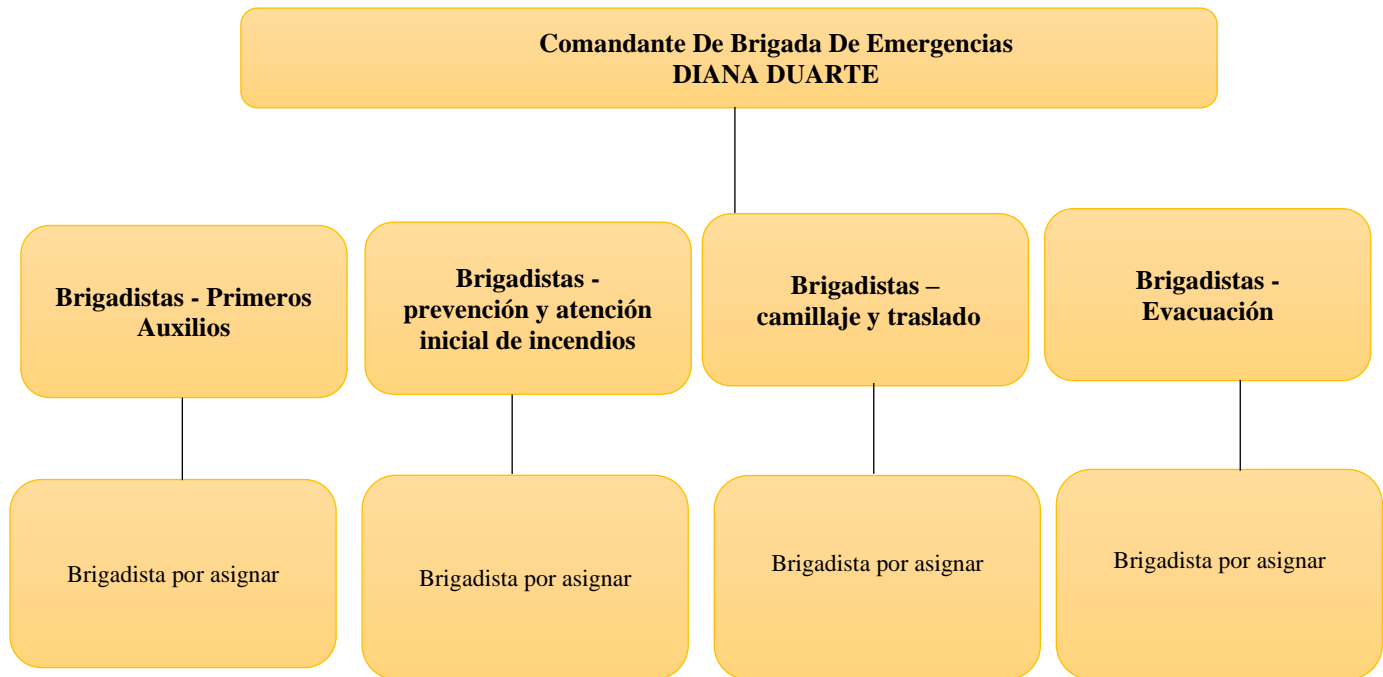 Comandante De Brigada De Emergencias
DIANA DUARTE
Brigadistas - Primeros
Auxilios
Brigadistas -
prevención y atención
inicial de incendios
Brigadistas –
camillaje y traslado
Brigadistas -
Evacuación
Brigadista por asignar
Brigadista por asignar
Brigadista por asignar
Brigadista por asignar